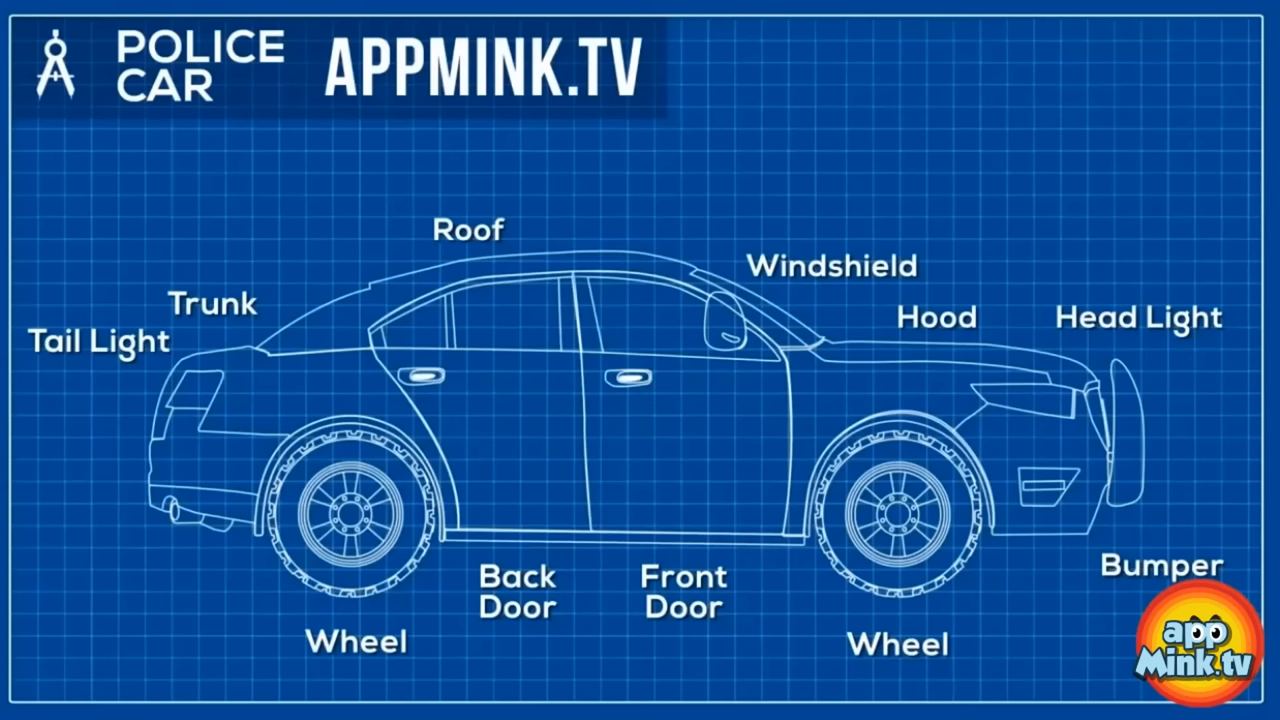 POLICE
CAR
APPMINK.TV
Roof
Windshield
Trunk
Hood
Head Light
Tail Light
Back
Door
Front
Door
Bumper
Wheel
Wheel
app
Mink.tv